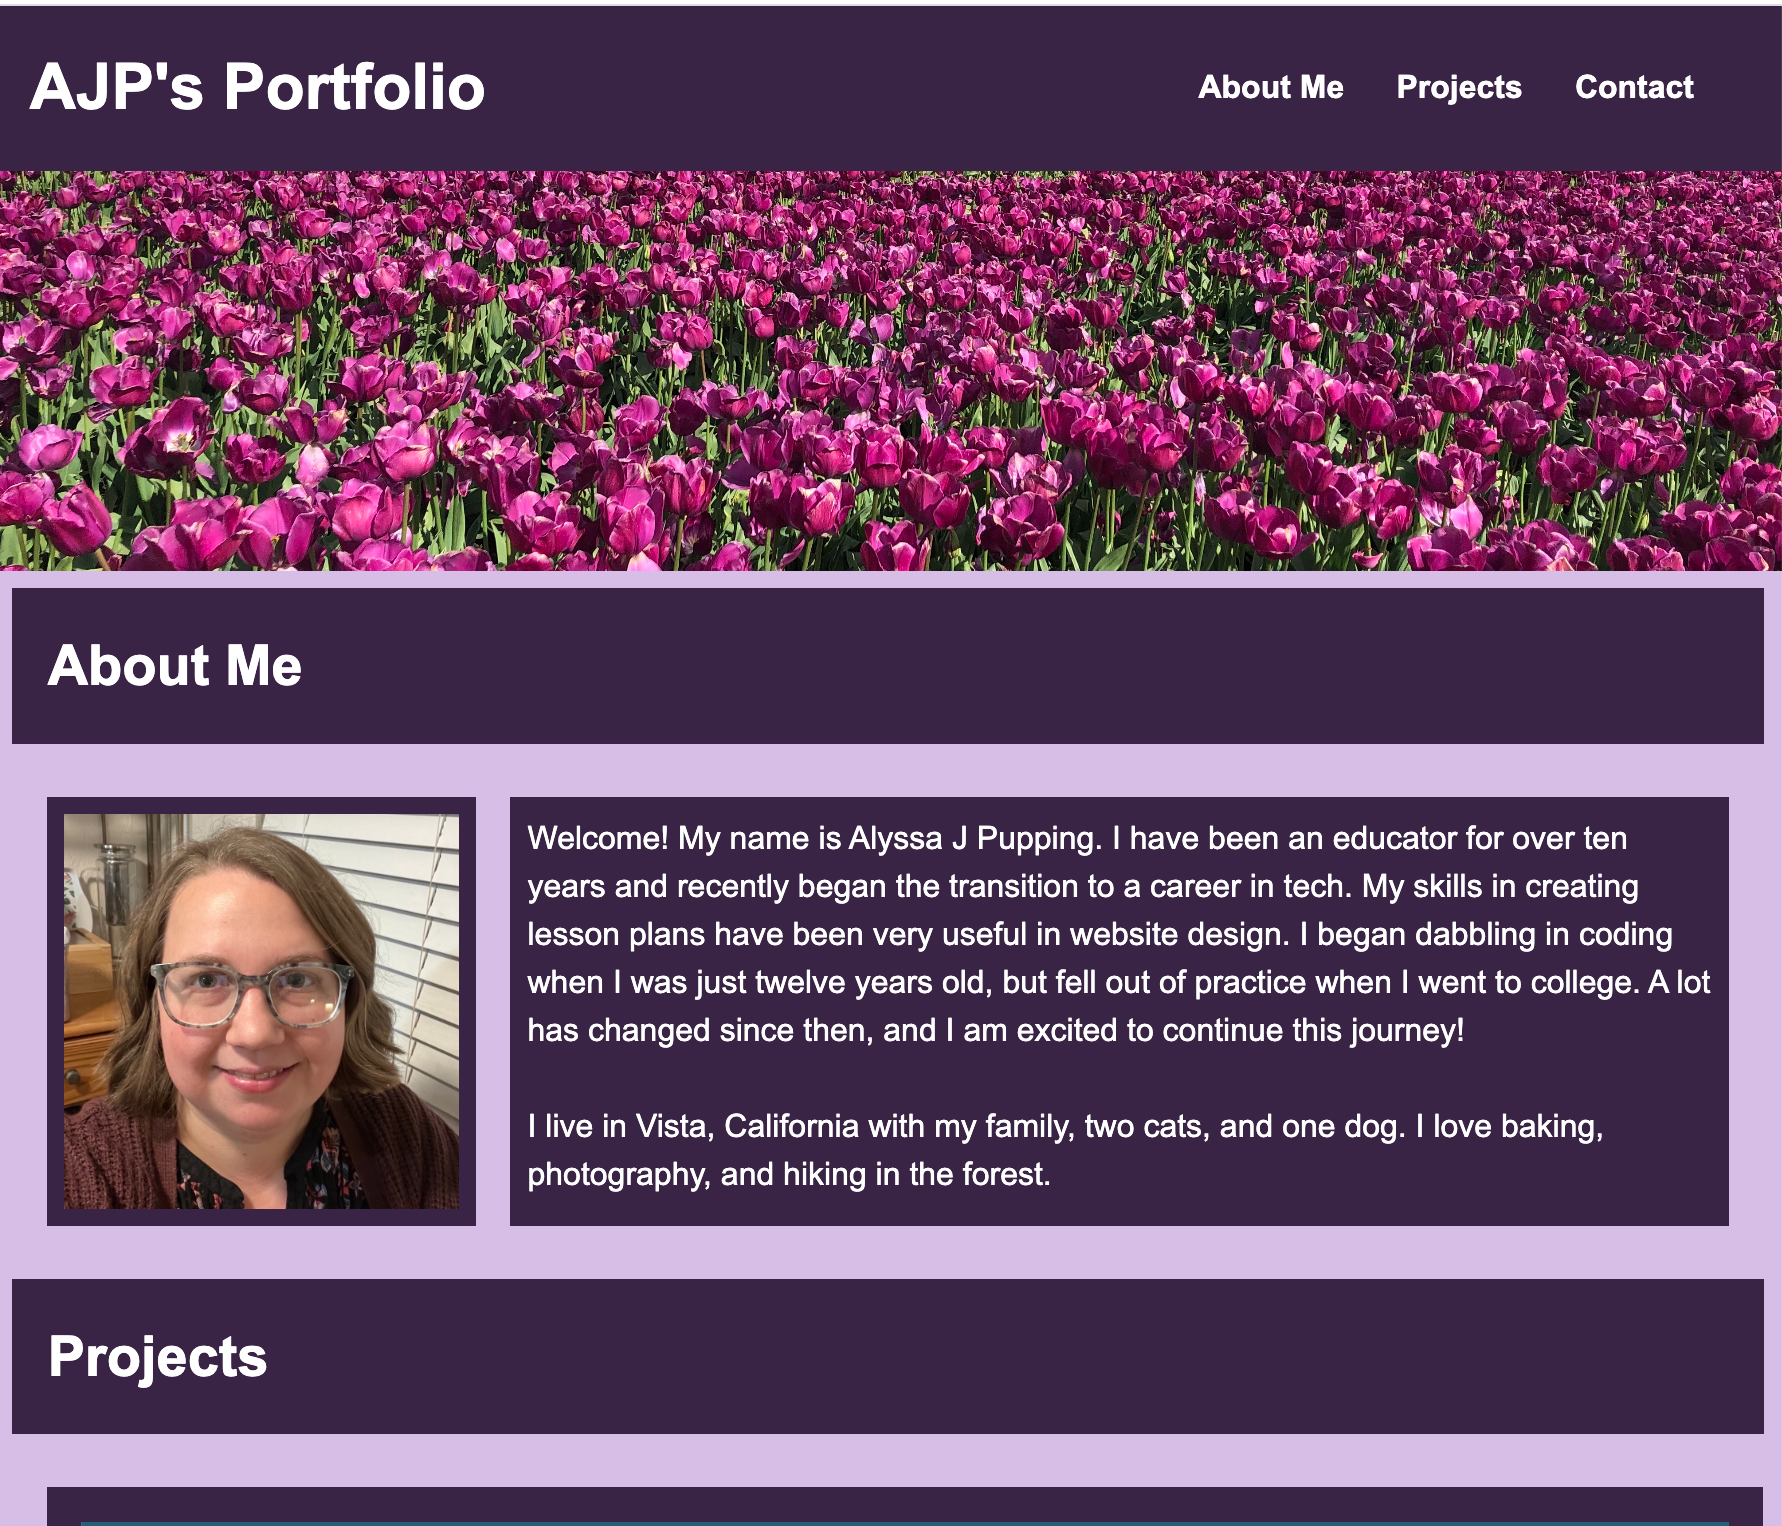 AJP's Portfolio
About Me Projects Contact
About Me
Welcome! My name is Alyssa J Pupping. I have been an educator for over ten
years and recently began the transition to a career in tech. My skills in creating
lesson plans have been very useful in website design. I began dabbling in coding
when I was just twelve years old, but fell out of practice when I went to college. A lot
has changed since then, and I am excited to continue this journey!
I live in Vista, California with my family, two cats, and one dog. I love baking,
photography, and hiking in the forest.
Projects